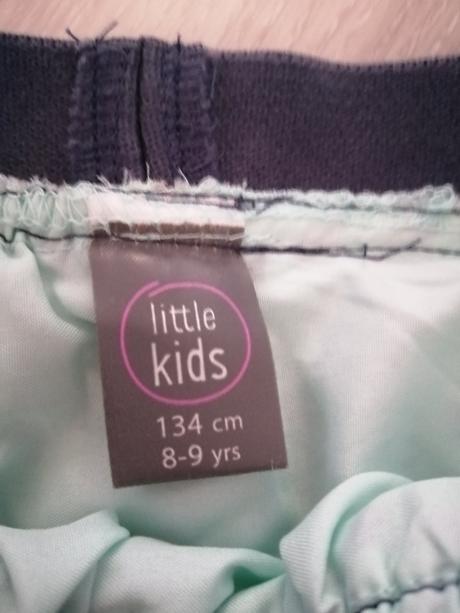 little
kids
134 cm
8-9 yrs